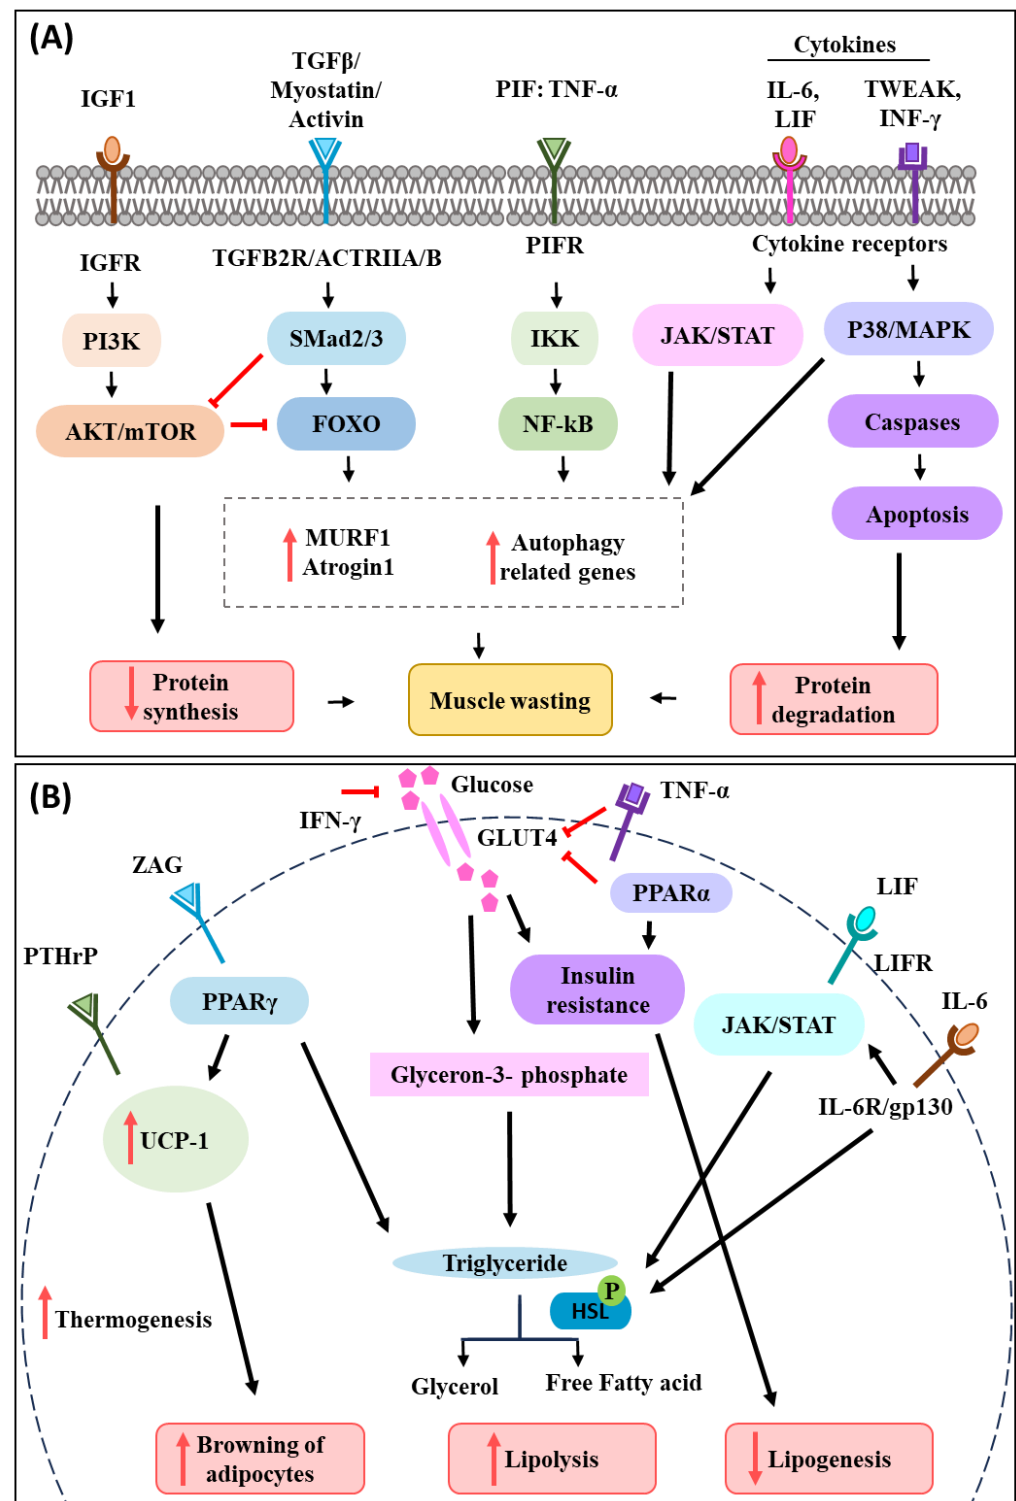 (A)
Cytokines
IGF1
TGFβ/
Myostatin/
Activin
PIF: TNF-α
IL-6,
LIF
TWEAK,
INF-γ
IGFR
TGFB2R/ACTRIIA/B
PIFR
Cytokine receptors
PI3K
SMad2/3
IKK
JAK/STAT
P38/MAPK
AKT/mTOR
FOXO
NF-kB
Caspases
Apoptosis
MURF1
Atrogin1
Autophagy
related genes
Protein
synthesis
Muscle wasting
Protein
degradation
(B)
IFN-γ
Glucose
GLUT4
TNF-α
ZAG
PPARα
LIF
PTHrP
LIFR
PPARγ
Insulin
resistance
IL-6
JAK/STAT
Glyceron-3- phosphate
IL-6R/gp130
UCP-1
Triglyceride
P
HSL
Thermogenesis
Glycerol
Free Fatty acid
Browning of
adipocytes
Lipolysis
Lipogenesis